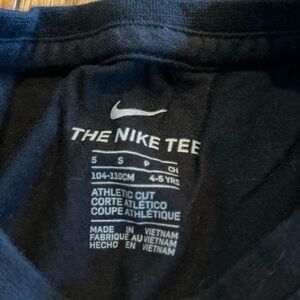 THE NIKE TEE
S S P CH
104-110CM 4-5 YRS
ATHLETIC CUT
CORTE ATLÉTICO
COUPE ATHLÉTIQUE
MADE IN VIETNAM
FABRIQUÉ AU VIETNAM
HECHO EN VIETNAM